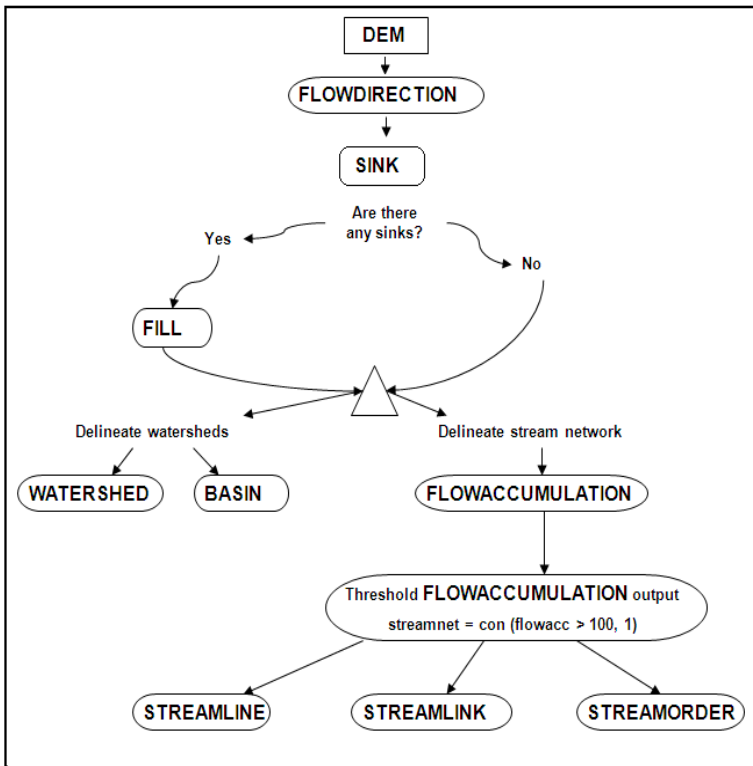 DEM
FLOWDIRECTION
SINK
Are there
any sinks?
Yes
No
FILL
Delineate watersheds
Delineate stream network
WATERSHED
BASIN
FLOWACCUMULATION
Threshold FLOWACCUMULATION output
streamnet = con (flowacc > 100, 1)
STREAMLINE
STREAMLINK
STREAMORDER